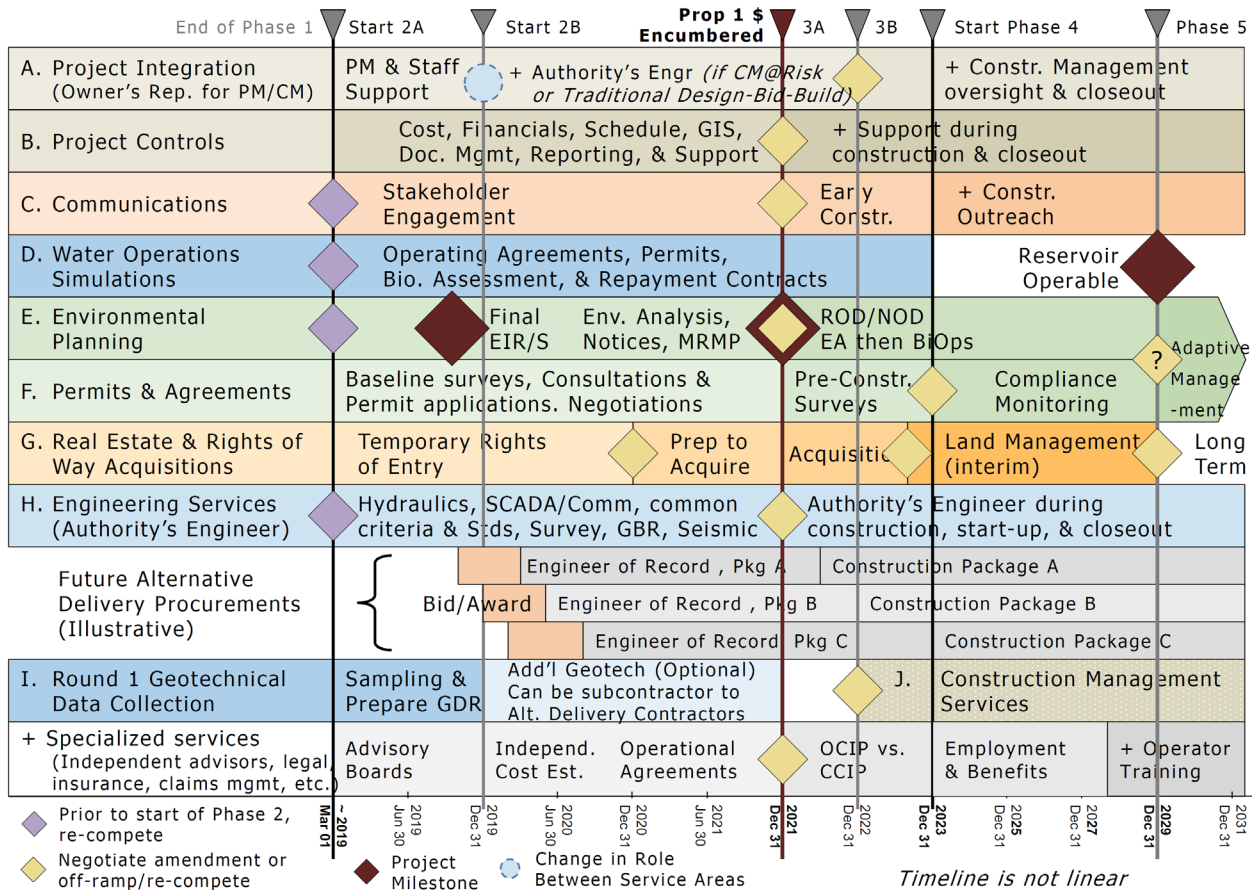 End of Phase 1
Start 2A
Start 2B
Prop 1 $
Encumbered
3A
3B
Start Phase 4
Phase 5
A. Project Integration
(Owner's Rep. for PM/CM)
PM & Staff
Support
+ Authority's Engr (if CM@Risk
or Traditional Design-Bid-Build)
+ Constr. Management
oversight & closeout
B. Project Controls
Cost, Financials, Schedule, GIS,
Doc. Mgmt, Reporting, & Support
+ Support during
construction & closeout
C. Communications
Stakeholder
Engagement
Early
Constr.
+ Constr.
Outreach
D. Water Operations
Simulations
Operating Agreements, Permits,
Bio. Assessment, & Repayment Contracts
Reservoir
Operable
E. Environmental
Planning
Final
EIR/S
Env. Analysis,
Notices, MRMP
ROD/NOD
EA then BiOps
?
Adaptive
Manage
-ment
F. Permits & Agreements
Baseline surveys, Consultations &
Permit applications. Negotiations
Pre-Constr.
Surveys
Compliance
Monitoring
G. Real Estate & Rights of
Way Acquisitions
Temporary Rights
of Entry
Prep to
Acquire
Acquisition
Land Management
(interim)
Long
Term
H. Engineering Services
(Authority's Engineer)
Hydraulics, SCADA/Comm, common
criteria & Stds, Survey, GBR, Seismic
Authority's Engineer during
construction, start-up, & closeout
Future Alternative
Delivery Procurements
(Illustrative)
Bid/Award
Engineer of Record , Pkg A
Construction Package A
Engineer of Record , Pkg B
Construction Package B
Engineer of Record, Pkg C
Construction Package C
I. Round 1 Geotechnical
Data Collection
Sampling &
Prepare GDR
Add'l Geotech (Optional)
Can be subcontractor to
Alt. Delivery Contractors
J. Construction Management
Services
+ Specialized services
(Independent advisors, legal,
insurance, claims mgmt, etc.)
Advisory
Boards
Independ.
Cost Est.
Operational
Agreements
OCIP vs.
CCIP
Employment
& Benefits
+ Operator
Training
~ 2019
Mar 01
2019
Jun 30
2019
Dec 31
2020
Jun 30
2020
Dec 31
2021
Jun 30
2021
Dec 31
2022
Dec 31
2023
Dec 31
2025
Dec 31
2027
Dec 31
2029
Dec 31
2031
Dec 31
Prior to start of Phase 2,
re-compete
Negotiate amendment or
off-ramp/re-compete
Project
Milestone
Change in Role
Between Service Areas
Timeline is not linear